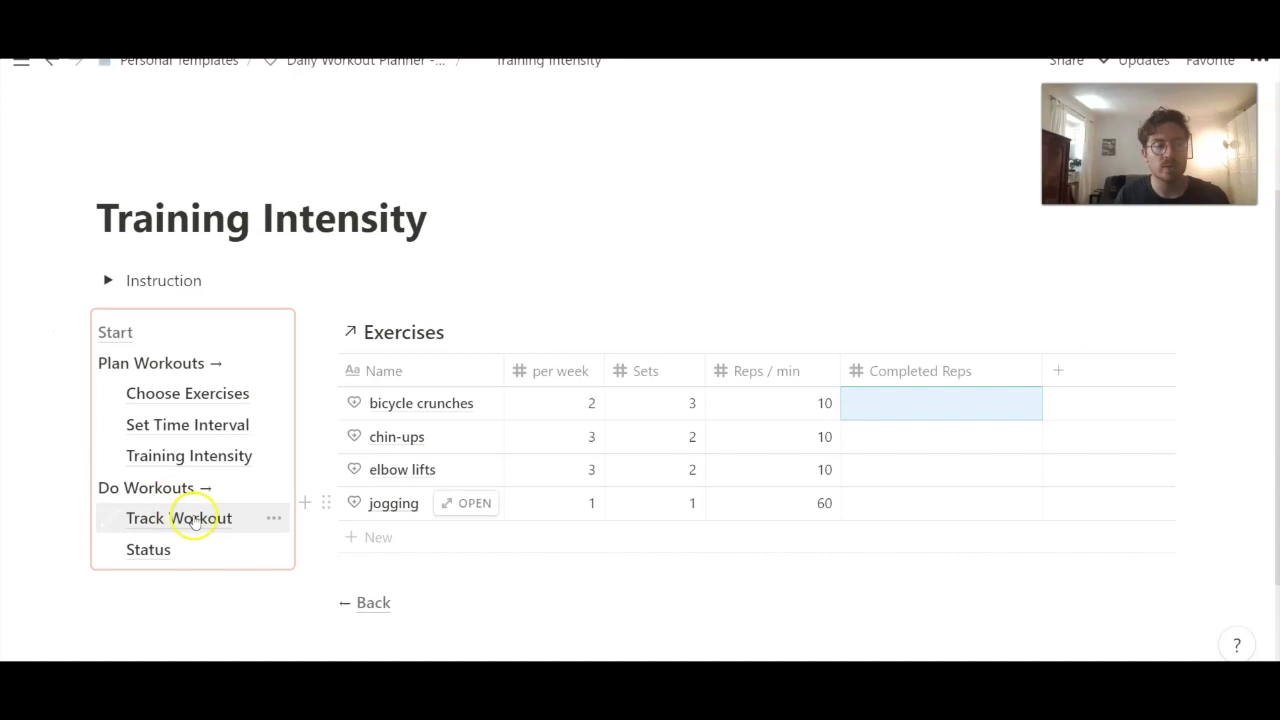 Personal Templates / Daily Workout Planner -... / Training Intensity
Share Updates Favorite •••
Training Intensity
Instruction
Start
Plan Workouts →
Choose Exercises
Set Time Interval
Training Intensity
Do Workouts →
Track Workout •••
Status
↗ Exercises
Aa Name # per week # Sets # Reps / min # Completed Reps +
bicycle crunches 2 3 10
chin-ups 3 2 10
elbow lifts 3 2 10
jogging OPEN 1 1 60
+ New
← Back
?